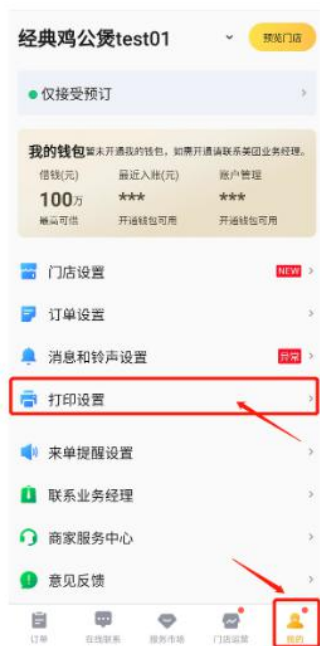 经典鸡公煲test01
预览门店
仅接受预订
我的钱包 暂未开通我的钱包，如需开通请联系美团业务经理。
借钱(元) 最近入账(元) 账户管理
100万 *** ***
最高可借 开通钱包可用 开通钱包可用
门店设置 NEW
订单设置
消息和铃声设置 异常
打印设置
来单提醒设置
联系业务经理
商家服务中心
意见反馈
订单 在线联系 服务市场 门店运营 我的